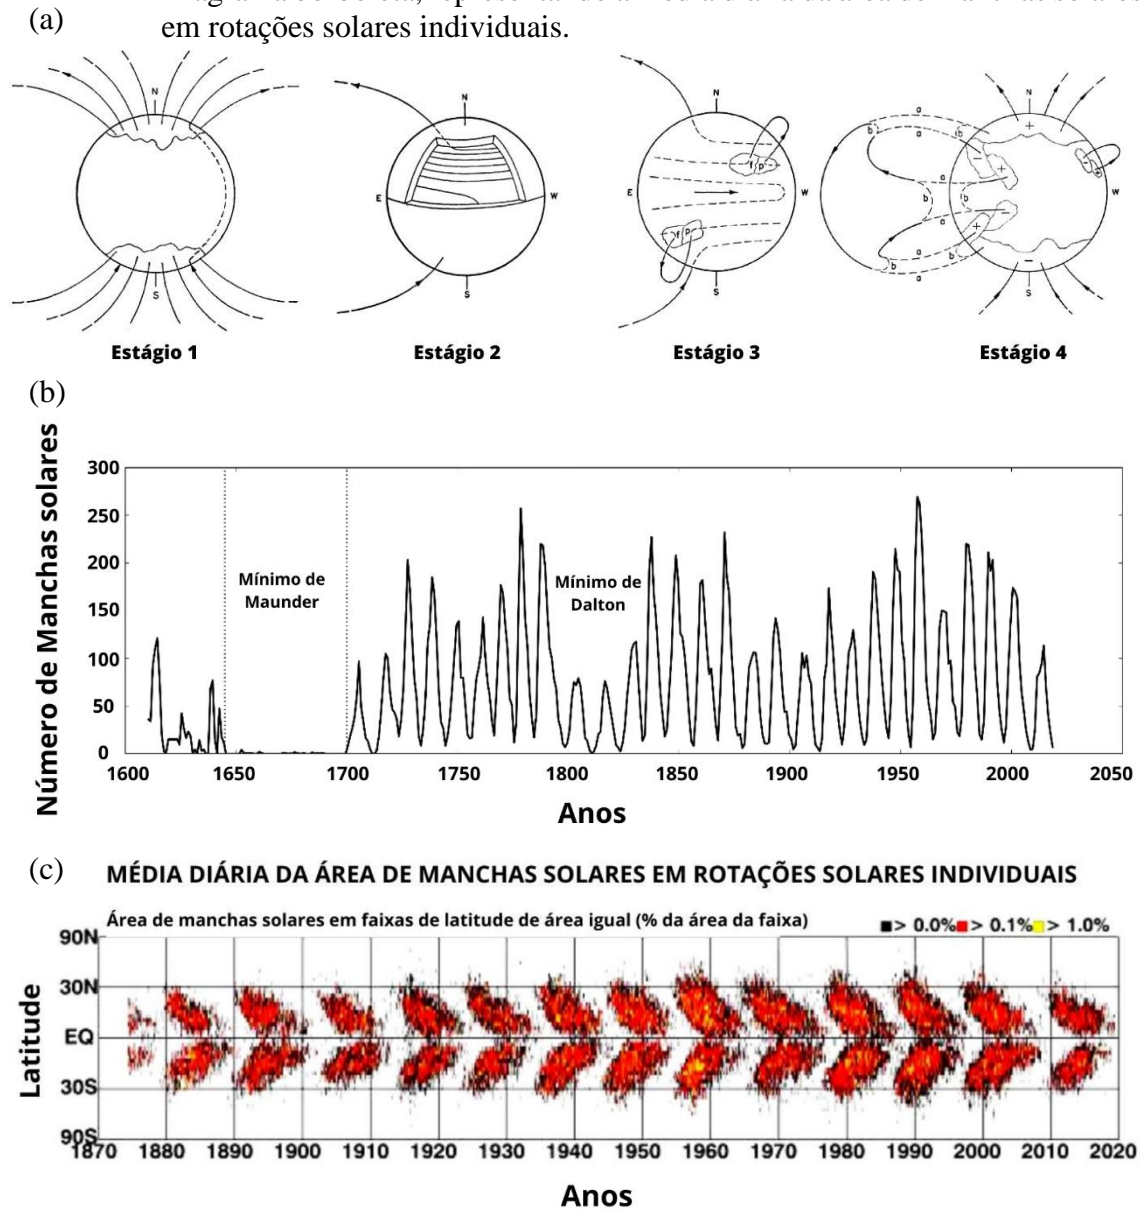 (a)
em rotações solares individuais.
N
S
Estágio 1
N
E
W
S
Estágio 2
N
f p
E
W
f P
S
Estágio 3
N
a
b
b
a
+
-
+
-
+
a
b
b
W
a
-
+
b
b
a
a
-
S
Estágio 4
(b)
Número de Manchas solares
300
250
200
150
100
50
0
Mínimo de
Maunder
Mínimo de
Dalton
1600 1650 1700 1750 1800 1850 1900 1950 2000 2050
Anos
(c)
MÉDIA DIÁRIA DA ÁREA DE MANCHAS SOLARES EM ROTAÇÕES SOLARES INDIVIDUAIS
Área de manchas solares em faixas de latitude de área igual (% da área da faixa)
> 0.0% > 0.1% > 1.0%
Latitude
90N
30N
EQ
30S
90S
1870 1880 1890 1900 1910 1920 1930 1940 1950 1960 1970 1980 1990 2000 2010 2020
Anos